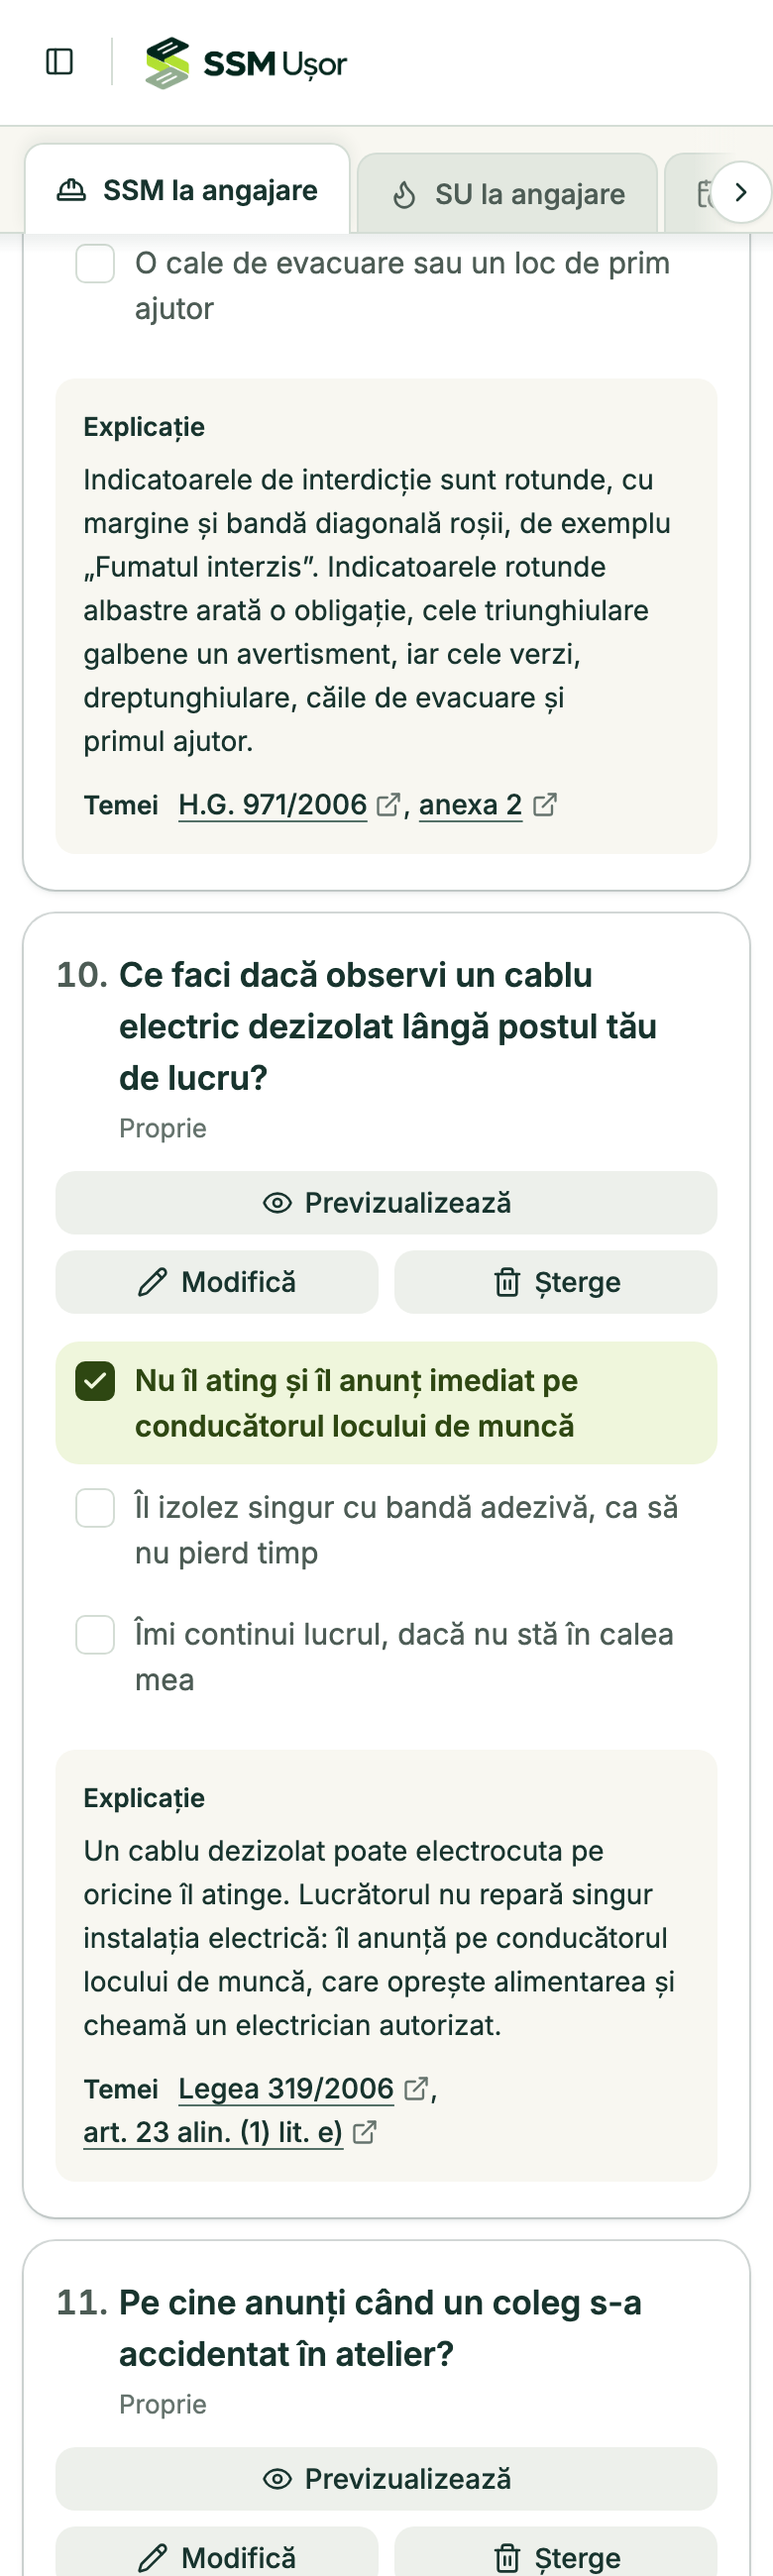 SSM Ușor
SSM la angajare
SU la angajare
O cale de evacuare sau un loc de prim
ajutor
Explicație
Indicatoarele de interdicție sunt rotunde, cu
margine și bandă diagonală roșii, de exemplu
„Fumatul interzis”. Indicatoarele rotunde
albastre arată o obligație, cele triunghiulare
galbene un avertisment, iar cele verzi,
dreptunghiulare, căile de evacuare și
primul ajutor.
Temei H.G. 971/2006, anexa 2
10. Ce faci dacă observi un cablu
electric dezizolat lângă postul tău
de lucru?
Proprie
Previzualizează
Modifică
Șterge
Nu îl ating și îl anunț imediat pe
conducătorul locului de muncă
Îl izolez singur cu bandă adezivă, ca să
nu pierd timp
Îmi continui lucrul, dacă nu stă în calea
mea
Explicație
Un cablu dezizolat poate electrocuta pe
oricine îl atinge. Lucrătorul nu repară singur
instalația electrică: îl anunță pe conducătorul
locului de muncă, care oprește alimentarea și
cheamă un electrician autorizat.
Temei Legea 319/2006,
art. 23 alin. (1) lit. e)
11. Pe cine anunți când un coleg s-a
accidentat în atelier?
Proprie
Previzualizează
Modifică
Șterge